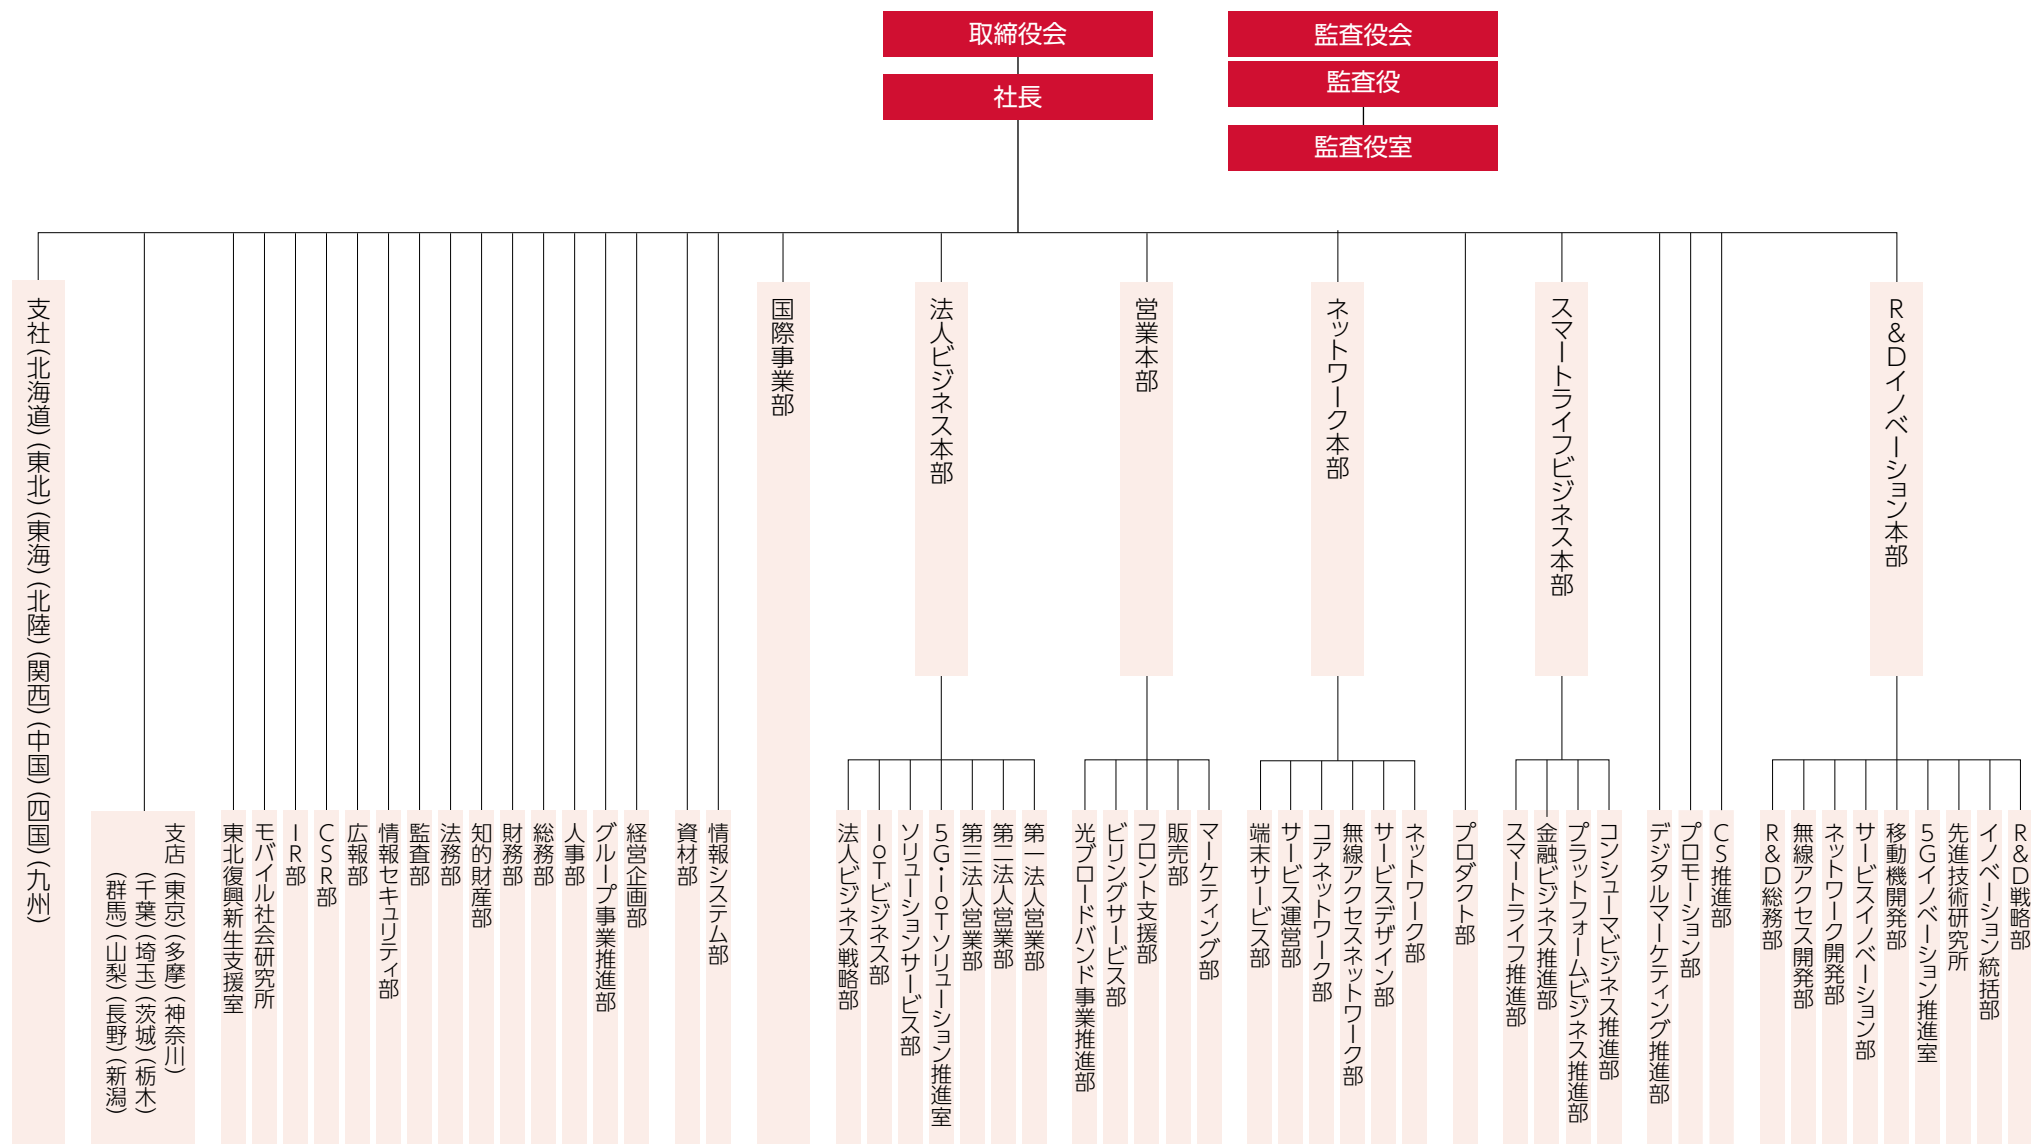 取締役会
社長
監査役会
監査役
監査役室
支社(北海道)(東北)(東海)(北陸)(関西)(中国)(四国)(九州)
国際事業部
法人ビジネス本部
営業本部
ネットワーク本部
スマートライフビジネス本部
R&Dイノベーション本部
支店(東京)(多摩)(神奈川)
(千葉)(埼玉)(茨城)(栃木)
(群馬)(山梨)(長野)(新潟)
東北復興新生支援室
モバイル社会研究所
IR部
CSR部
広報部
情報セキュリティ部
監査部
法務部
知的財産部
財務部
総務部
人事部
グループ事業推進部
経営企画部
資材部
情報システム部
法人ビジネス戦略部
IoTビジネス部
ソリューションサービス部
5G・IoTソリューション推進室
第三法人営業部
第二法人営業部
第一法人営業部
光ブロードバンド事業推進部
ビリングサービス部
フロント支援部
販売部
マーケティング部
端末サービス部
サービス運営部
コアネットワーク部
無線アクセスネットワーク部
サービスデザイン部
ネットワーク部
プロダクト部
スマートライフ推進部
金融ビジネス推進部
プラットフォームビジネス推進部
コンシューマビジネス推進部
デジタルマーケティング推進部
プロモーション部
CS推進部
R&D総務部
無線アクセス開発部
ネットワーク開発部
サービスイノベーション部
移動機開発部
5Gイノベーション推進室
先進技術研究所
イノベーション統括部
R&D戦略部